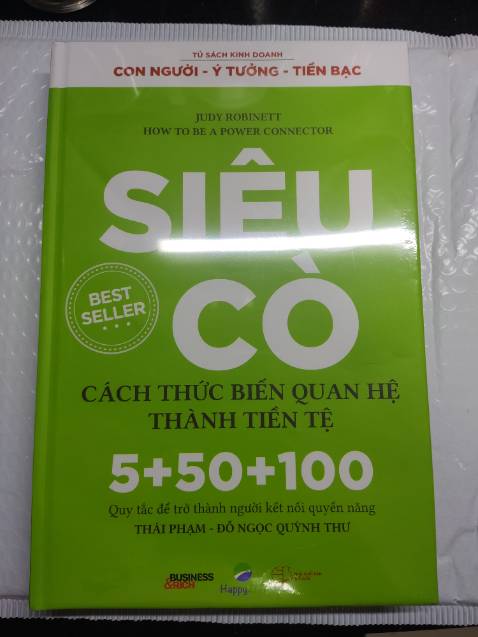 TỦ SÁCH KINH DOANH
CON NGƯỜI - Ý TƯỞNG - TIỀN BẠC
JUDY ROBINETT
HOW TO BE A POWER CONNECTOR
SIÊU
CÒ
BEST
SELLER
CÁCH THỨC BIẾN QUAN HỆ
THÀNH TIỀN TỆ
5+50+100
Quy tắc để trở thành người kết nối quyền năng
THÁI PHẠM - ĐỖ NGỌC QUỲNH THƯ
BUSINESS
&RICH
Happy